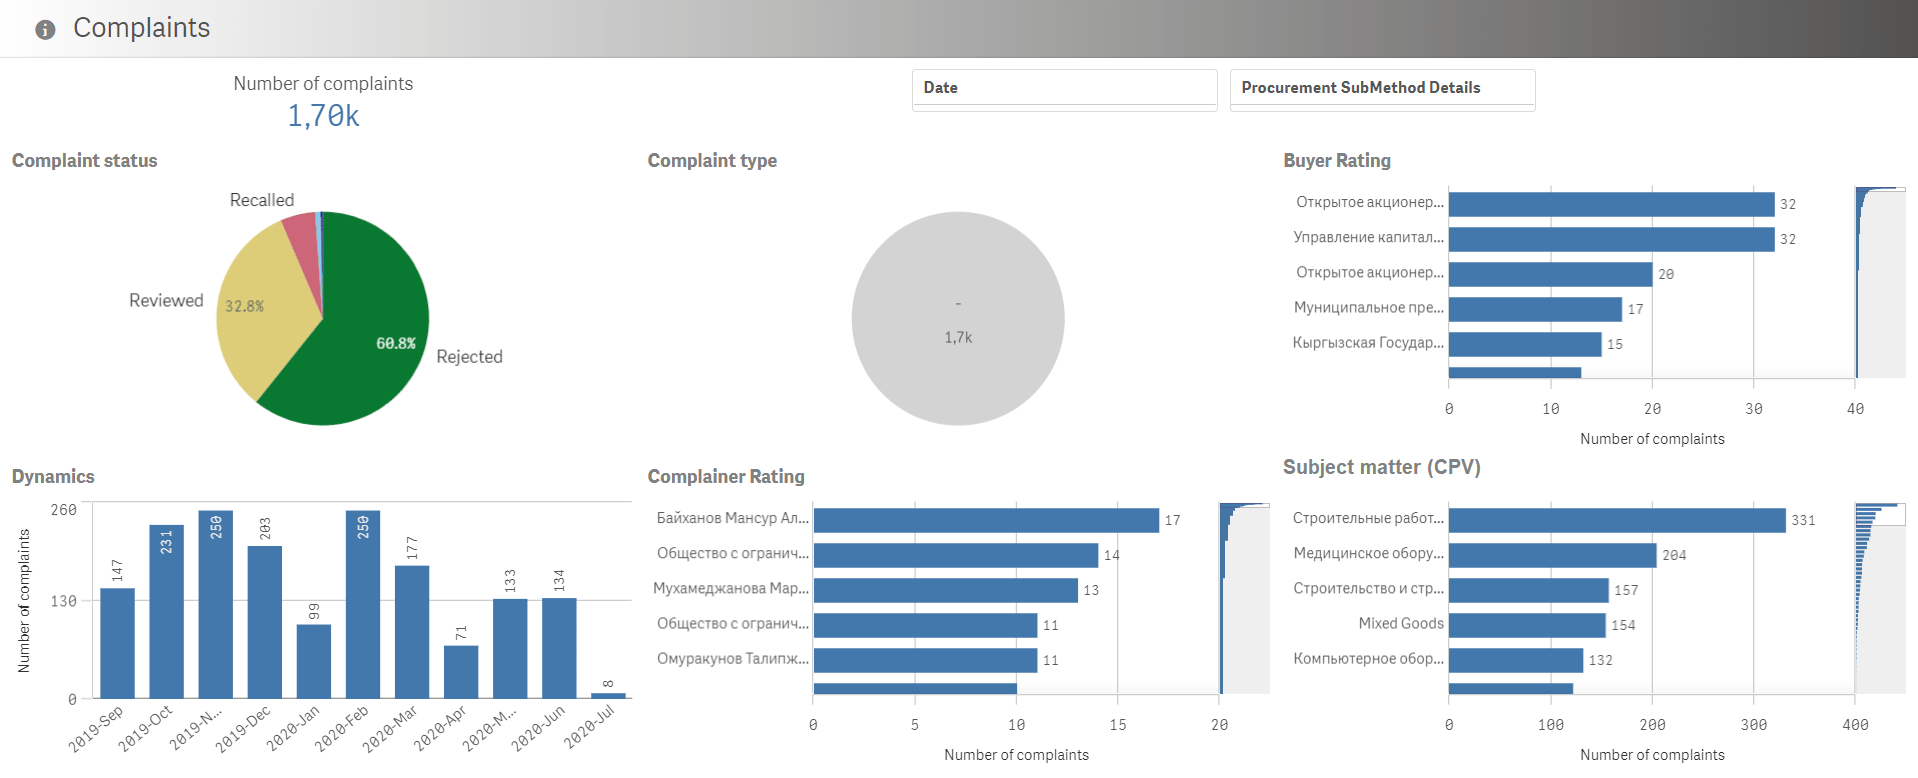 Complaints
Number of complaints
1,70k
Date
Procurement SubMethod Details
Complaint status
Recalled
Reviewed
32.8%
60.8%
Rejected
Complaint type
-
1,7k
Buyer Rating
Открытое акционер... 32
Управление капитал... 32
Открытое акционер... 20
Муниципальное пре... 17
Кыргызская Государ... 15
0 10 20 30 40
Number of complaints
Dynamics
Number of complaints
260
130
0
147 231 250 203 99 250 177 71 133 134 8
2019-Sep 2019-Oct 2019-N... 2019-Dec 2020-Jan 2020-Feb 2020-Mar 2020-Apr 2020-M... 2020-Jun 2020-Jul
Complainer Rating
Байханов Мансур Ал... 17
Общество с огранич... 14
Мухамеджанова Мар... 13
Общество с огранич... 11
Омуракунов Талипж... 11
0 5 10 15 20
Number of complaints
Subject matter (CPV)
Строительные работ... 331
Медицинское обору... 204
Строительство и стр... 157
Mixed Goods 154
Компьютерное обор... 132
0 100 200 300 400
Number of complaints